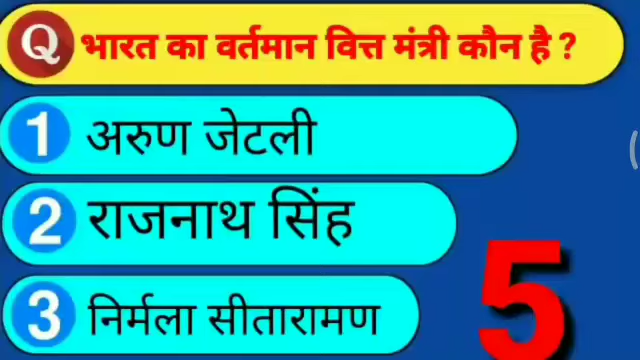 Q भारत का वर्तमान वित्त मंत्री कौन है ?
1 अरुण जेटली
2 राजनाथ सिंह
3 निर्मला सीतारामण
5